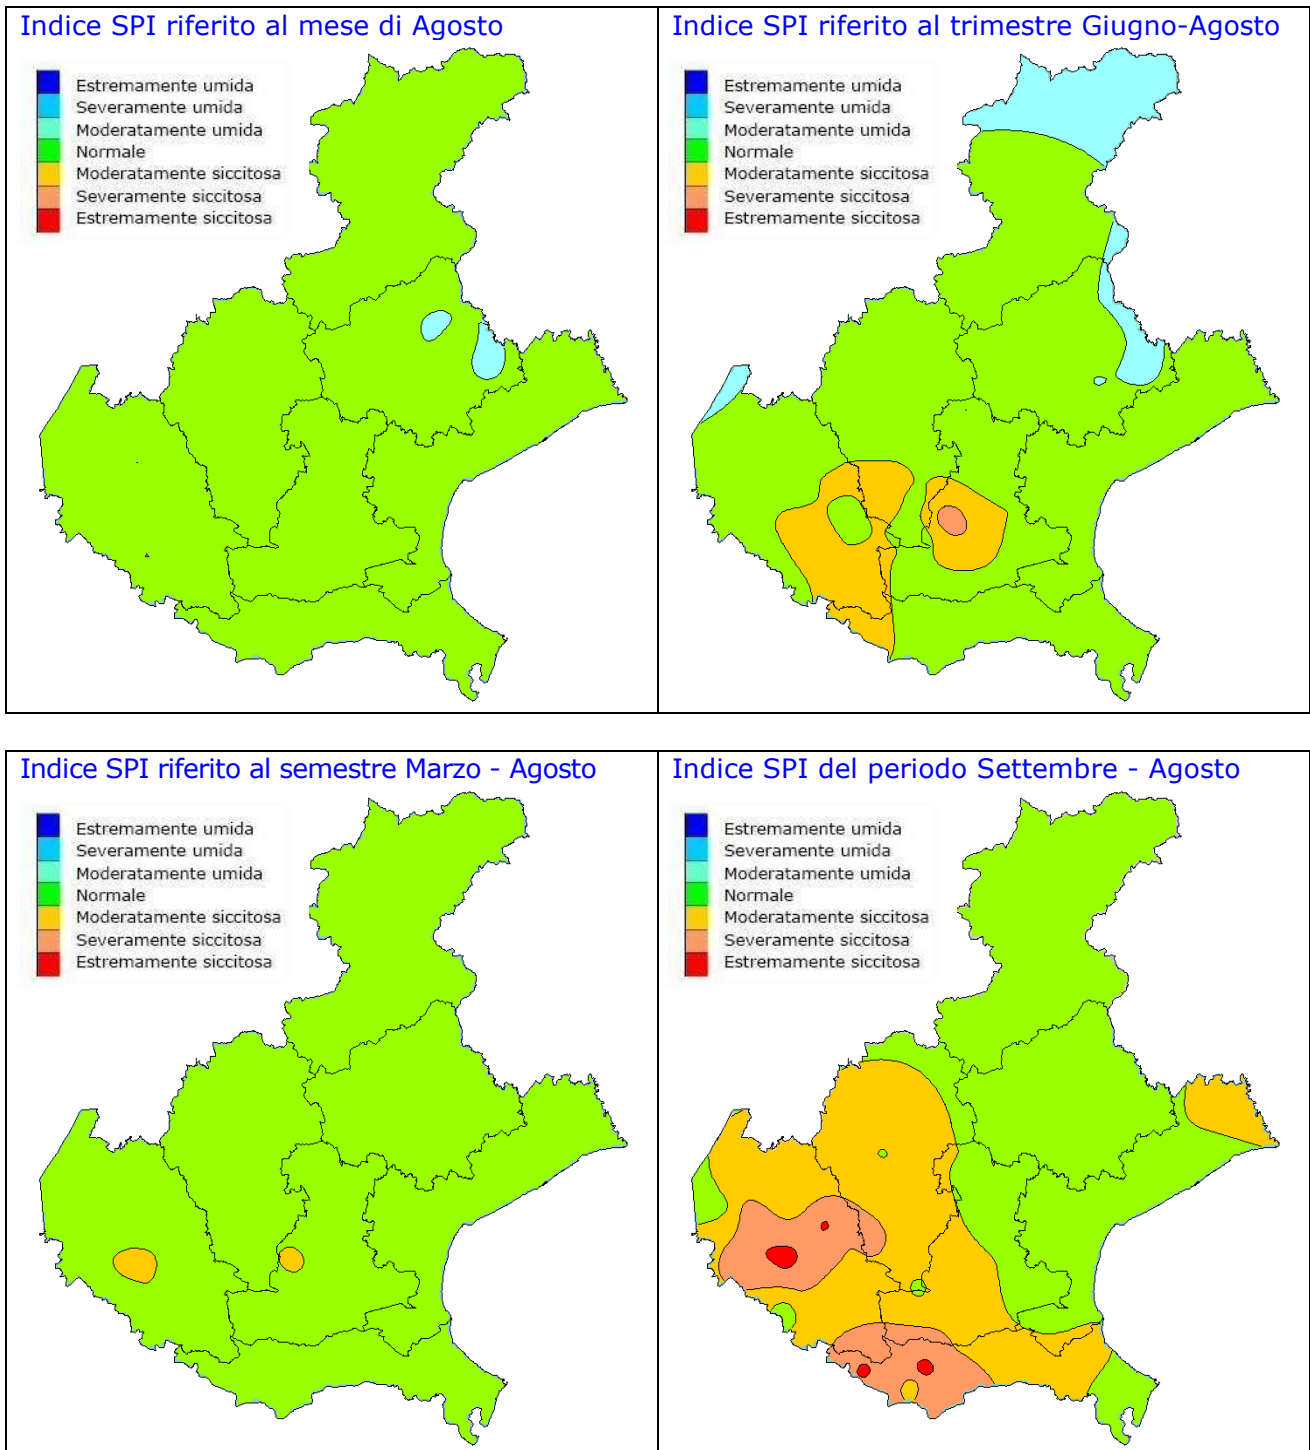 Indice SPI riferito al mese di Agosto
Estremamente umida
Severamente umida
Moderatamente umida
Normale
Moderatamente siccitosa
Severamente siccitosa
Estremamente siccitosa
Indice SPI riferito al trimestre Giugno-Agosto
Estremamente umida
Severamente umida
Moderatamente umida
Normale
Moderatamente siccitosa
Severamente siccitosa
Estremamente siccitosa
Indice SPI riferito al semestre Marzo - Agosto
Estremamente umida
Severamente umida
Moderatamente umida
Normale
Moderatamente siccitosa
Severamente siccitosa
Estremamente siccitosa
Indice SPI del periodo Settembre - Agosto
Estremamente umida
Severamente umida
Moderatamente umida
Normale
Moderatamente siccitosa
Severamente siccitosa
Estremamente siccitosa